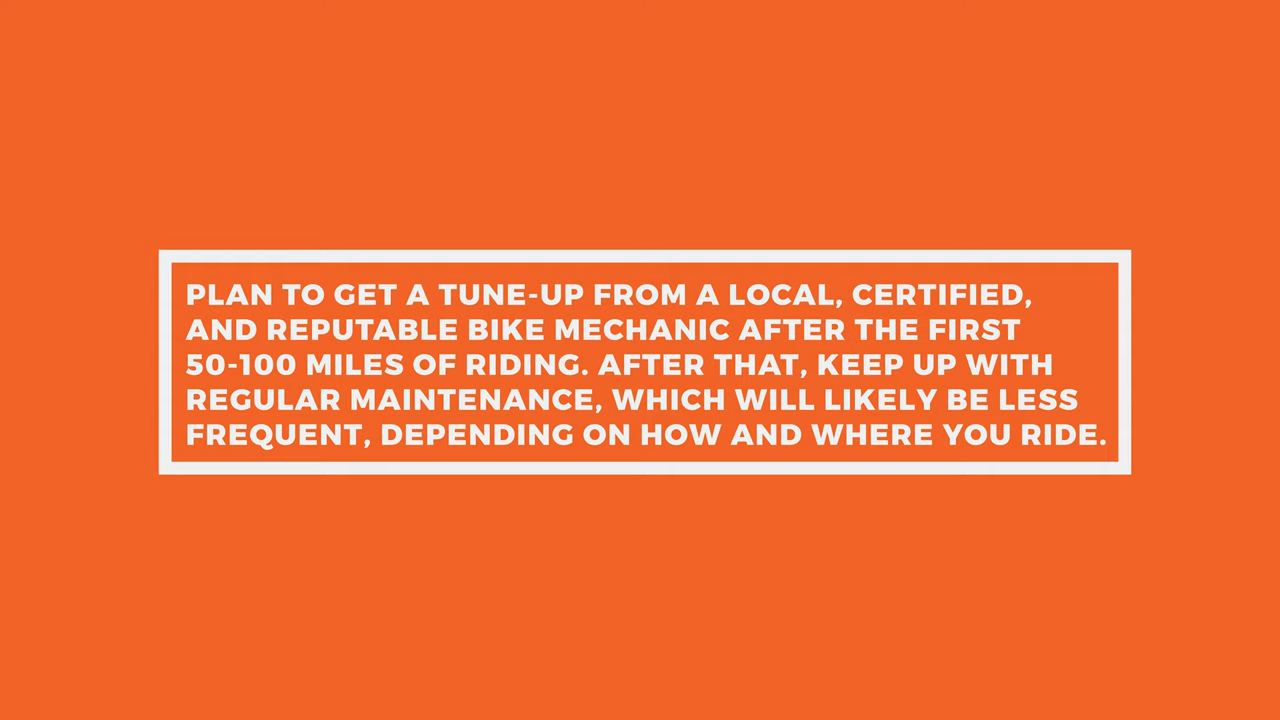 PLAN TO GET A TUNE-UP FROM A LOCAL, CERTIFIED,
AND REPUTABLE BIKE MECHANIC AFTER THE FIRST
50-100 MILES OF RIDING. AFTER THAT, KEEP UP WITH
REGULAR MAINTENANCE, WHICH WILL LIKELY BE LESS
FREQUENT, DEPENDING ON HOW AND WHERE YOU RIDE.